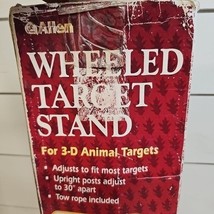 Allen
WHEELED
TARGET
STAND
For 3-D Animal Targets
• Adjusts to fit most targets
• Upright posts adjust
to 30" apart
• Tow rope included